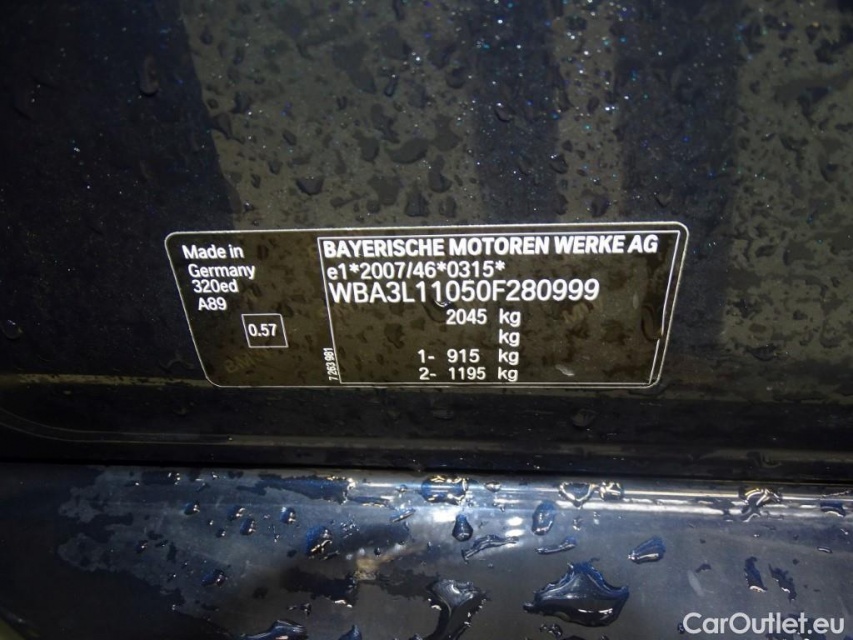 Made in
Germany
320ed
A89
0.57
BAYERISCHE MOTOREN WERKE AG
e1*2007/46*0315*
WBA3L11050F280999
2045 kg
kg
1- 915 kg
2- 1195 kg
7 263 981
CarOutlet.eu